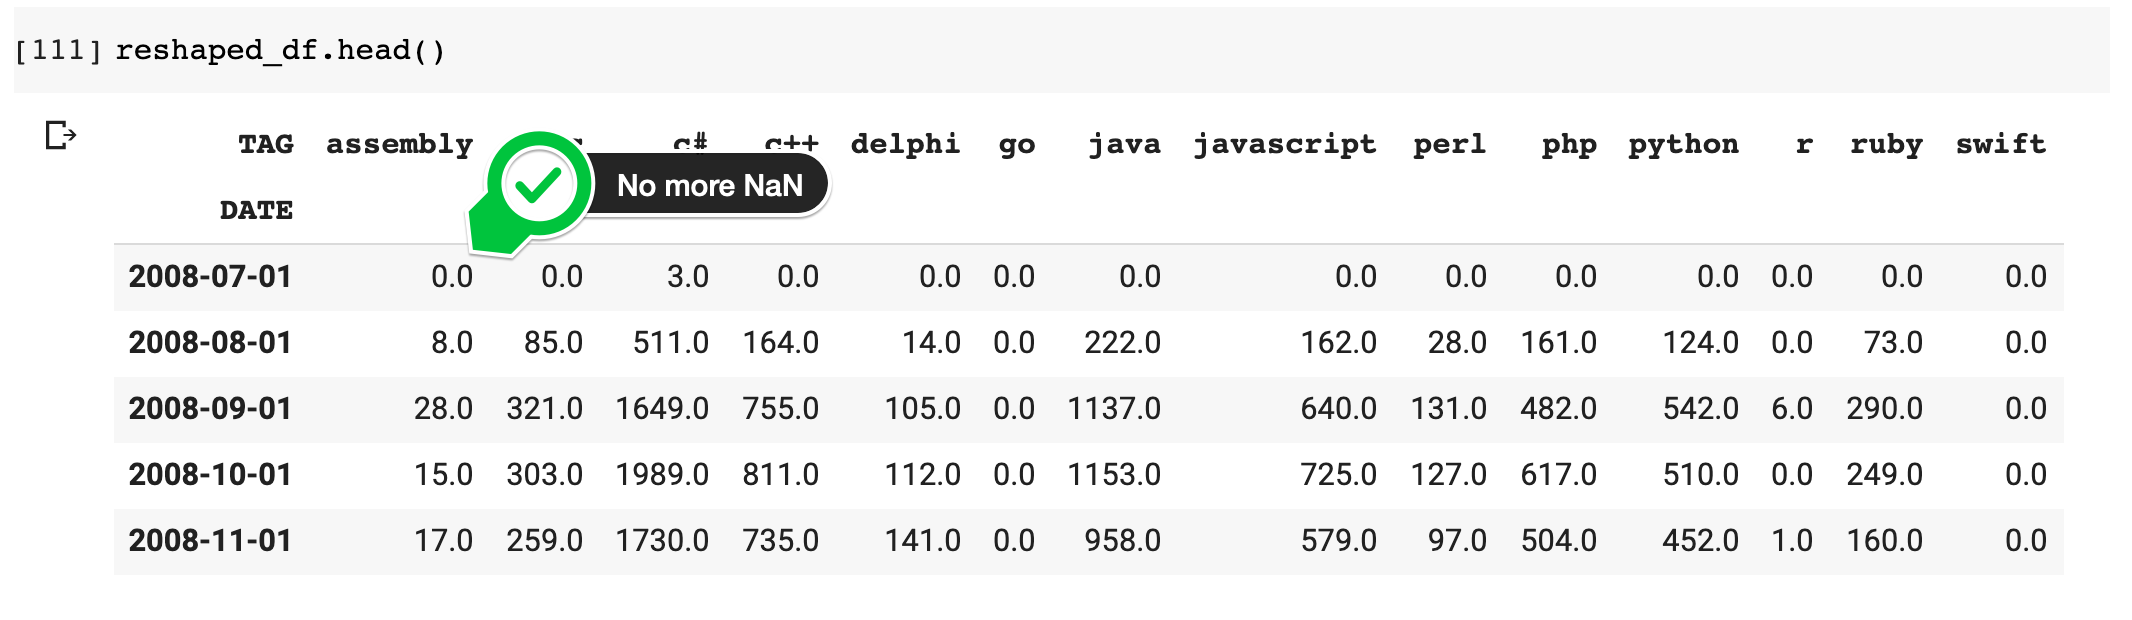 [111] reshaped_df.head()
TAG assembly c# c++ delphi go java javascript perl php python r ruby swift
No more NaN
DATE
2008-07-01 0.0 0.0 3.0 0.0 0.0 0.0 0.0 0.0 0.0 0.0 0.0 0.0 0.0 0.0
2008-08-01 8.0 85.0 511.0 164.0 14.0 0.0 222.0 162.0 28.0 161.0 124.0 0.0 73.0 0.0
2008-09-01 28.0 321.0 1649.0 755.0 105.0 0.0 1137.0 640.0 131.0 482.0 542.0 6.0 290.0 0.0
2008-10-01 15.0 303.0 1989.0 811.0 112.0 0.0 1153.0 725.0 127.0 617.0 510.0 0.0 249.0 0.0
2008-11-01 17.0 259.0 1730.0 735.0 141.0 0.0 958.0 579.0 97.0 504.0 452.0 1.0 160.0 0.0